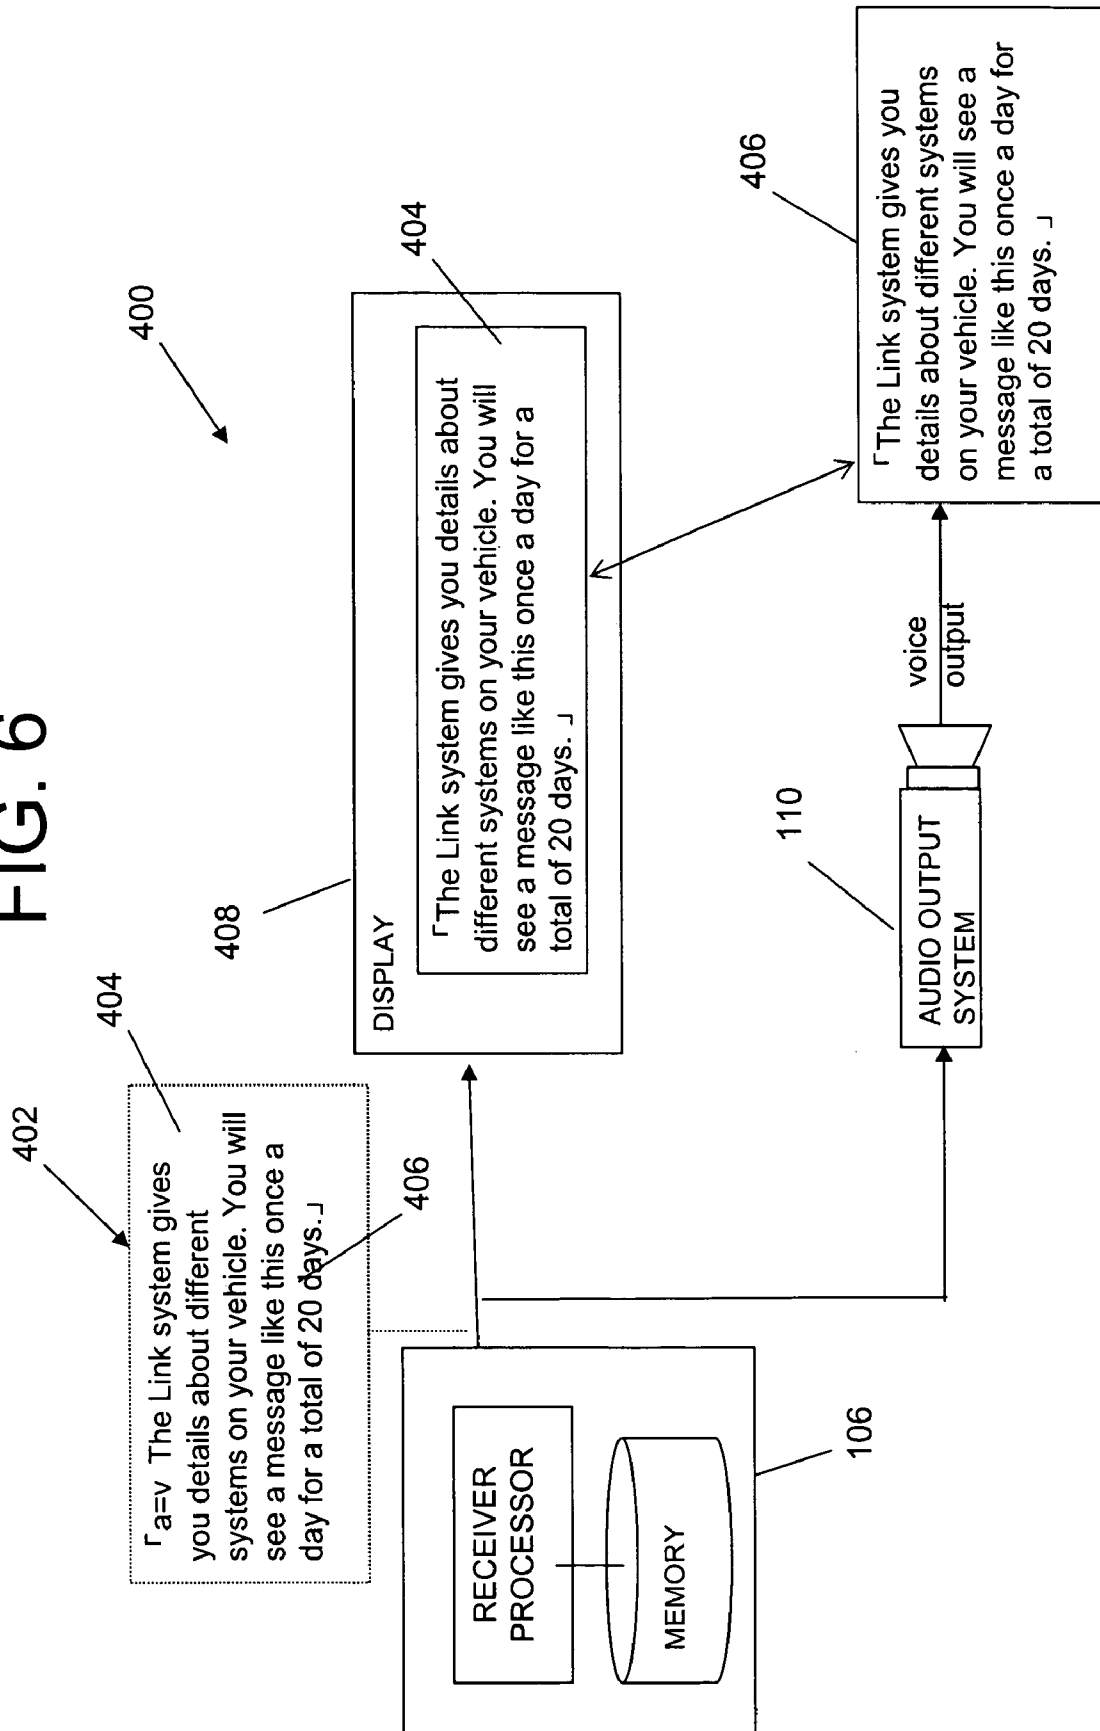 FIG. 6
400
402
404
「a=v The Link system gives
you details about different
systems on your vehicle. You will
see a message like this once a
day for a total of 20 days.」
406
408
DISPLAY
404
「The Link system gives you details about
different systems on your vehicle. You will
see a message like this once a day for a
total of 20 days. 」
RECEIVER
PROCESSOR
MEMORY
106
110
AUDIO OUTPUT
SYSTEM
voice
output
406
「The Link system gives you
details about different systems
on your vehicle. You will see a
message like this once a day for
a total of 20 days. 」